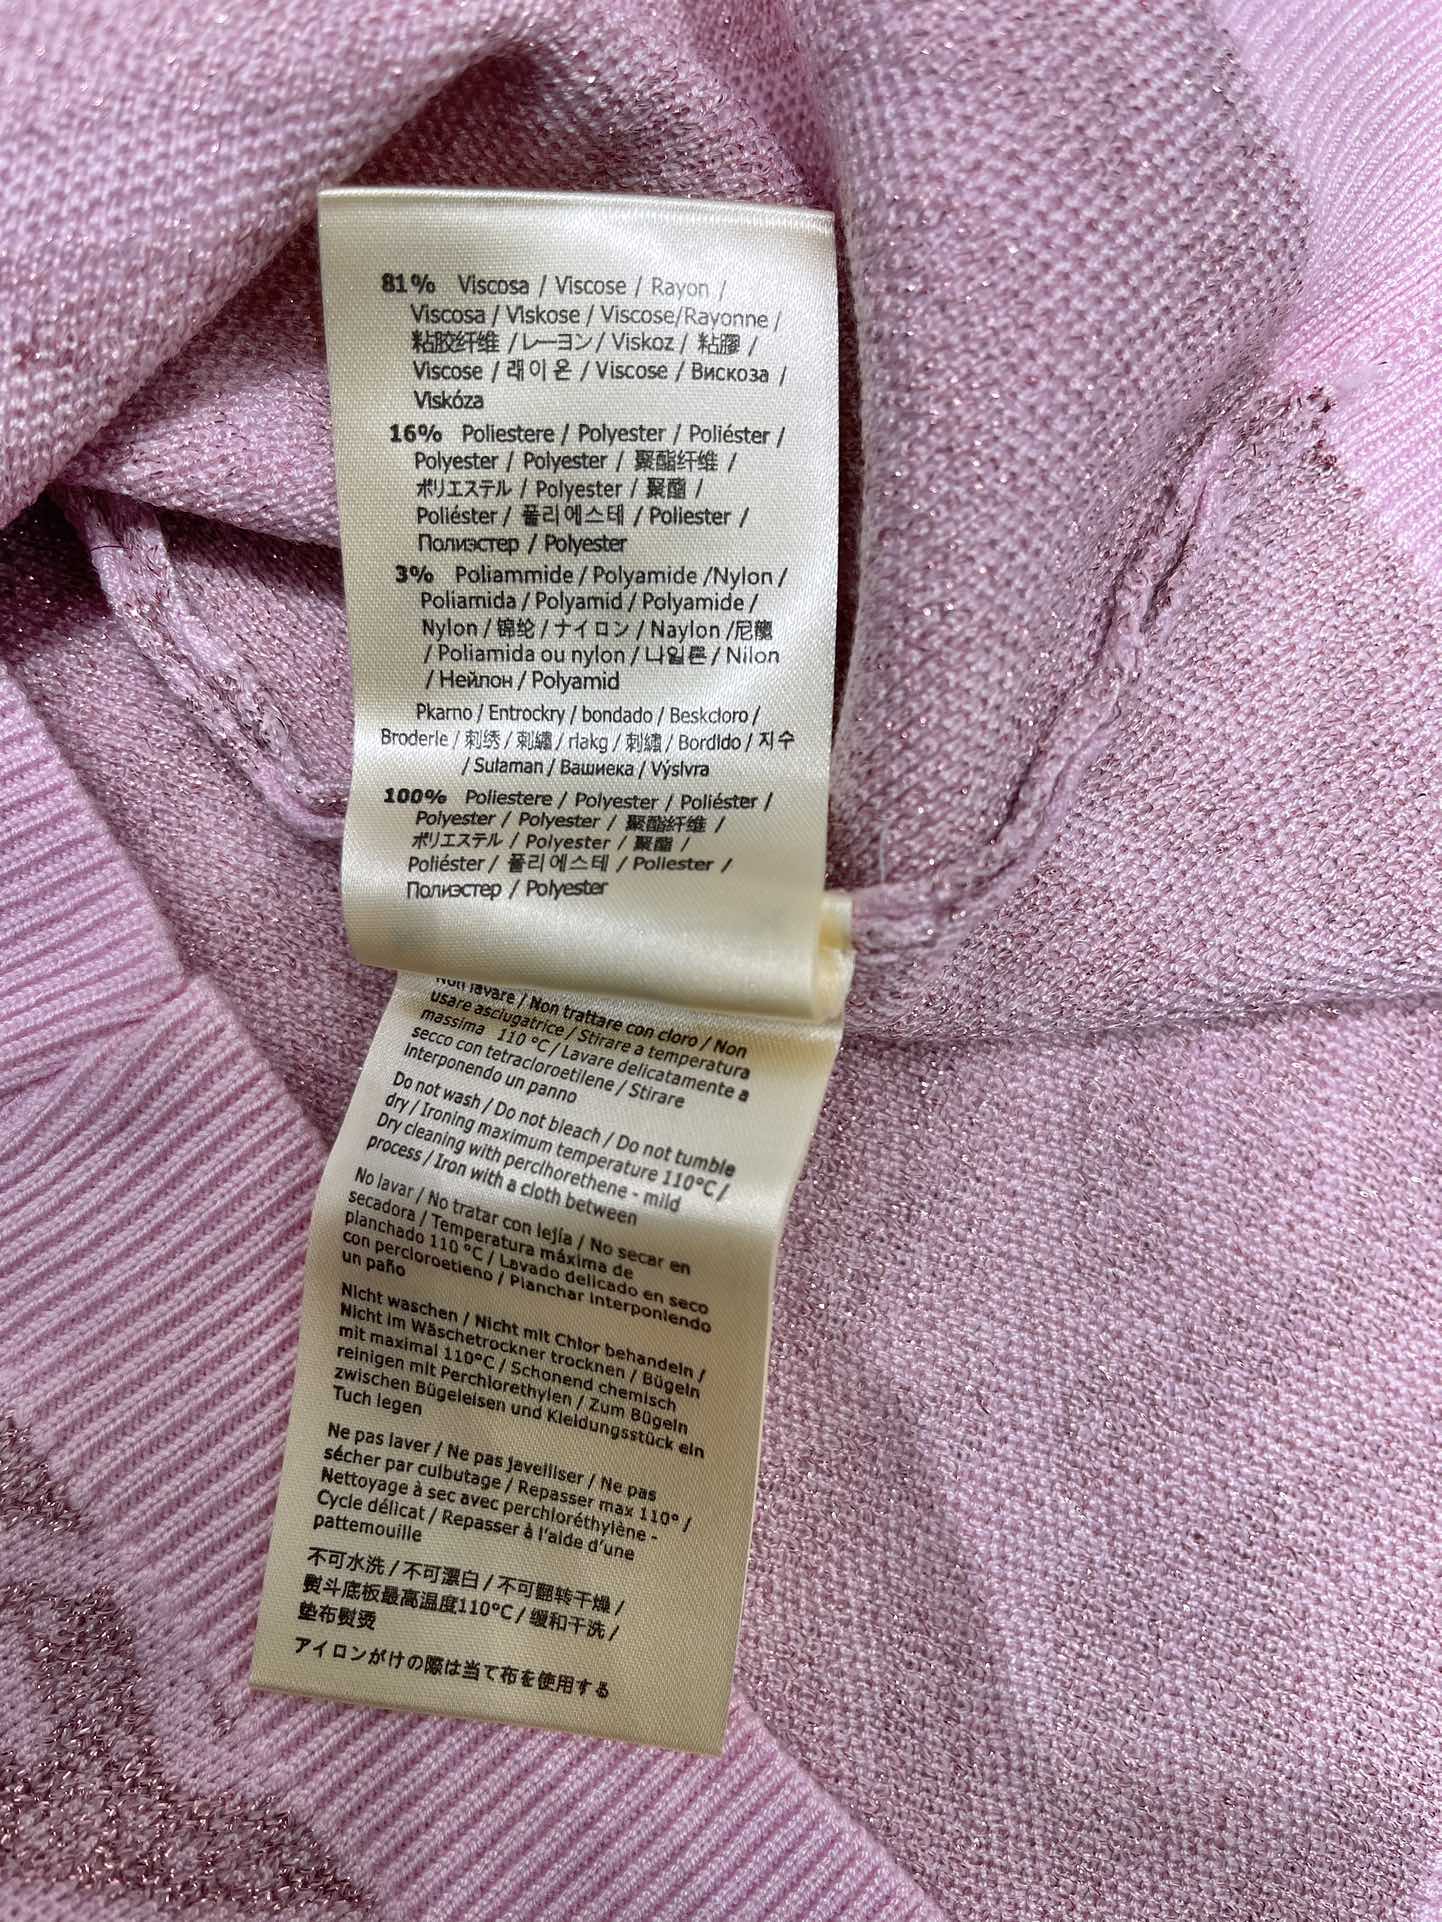 81% Viscosa / Viscose / Rayon /
Viscosa / Viskose / Viscose/Rayonne /
粘胶纤维 / レーヨン / Viskoz / 粘膠 /
Viscose / 래이온 / Viscose / Вискоза /
Viskóza
16% Poliestere / Polyester / Poliéster /
Polyester / Polyester / 聚酯纤维 /
ポリエステル / Polyester / 聚酯 /
Poliéster / 폴리에스테 / Poliester /
Полиэстер / Polyester
3% Poliammide / Polyamide /Nylon /
Poliamida / Polyamid / Polyamide /
Nylon / 锦纶 / ナイロン / Naylon /尼龍
/ Poliamida ou nylon / 나일론 / Nilon
/ Нейлон / Polyamid
Pkarno / Entrockry / bondado / Beskcloro /
Broderle / 刺绣 / 刺繡 / rlakg / 刺繡 / Bordldo / 지수
/ Sulaman / Вашиека / Výslvra
100% Poliestere / Polyester / Poliéster /
Polyester / Polyester / 聚酯纤维 /
ポリエステル / Polyester / 聚酯 /
Poliéster / 폴리에스테 / Poliester /
Полиэстер / Polyester
Non lavare / Non trattare con cloro / Non
usare asciugatrice / Stirare a temperatura
massima 110 °C / Lavare delicatamente a
secco con tetracloroetilene / Stirare
Interponendo un panno
Do not wash / Do not bleach / Do not tumble
dry / Ironing maximum temperature 110°C /
Dry cleaning with perclhorethene - mild
process / Iron with a cloth between
No lavar / No tratar con lejía / No secar en
secadora / Temperatura máxima de
planchado 110 °C / Lavado delicado en seco
con percloroetieno / Planchar Interponlendo
un paño
Nicht waschen / Nicht mit Chlor behandeln /
Nicht im Wäschetrockner trocknen / Bügeln
mit maximal 110°C / Schonend chemisch
reinigen mit Perchlorethylen / Zum Bügeln
zwischen Bügeleisen und Kleidungsstück ein
Tuch legen
Ne pas laver / Ne pas javelliser / Ne pas
sécher par culbutage / Repasser max 110° /
Nettoyage à sec avec perchloréthylène -
Cycle délicat / Repasser à l'alde d'une
pattemouille
不可水洗 / 不可漂白 / 不可翻转干燥 /
熨斗底板最高温度110°C / 缓和干洗 /
垫布熨烫
アイロンがけの際は当て布を使用する